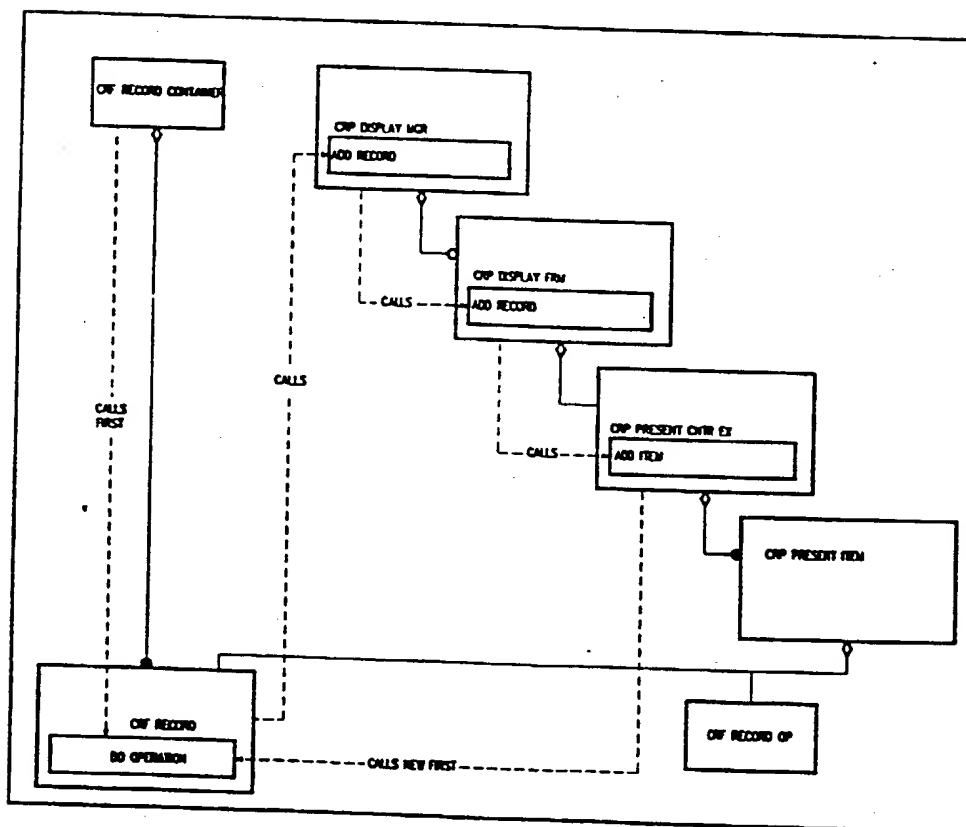 CRF RECORD CONTAINER
CRP DISPLAY MGR
ADD RECORD
CRP DISPLAY FRM
CALLS
ADD RECORD
CALLS
CALLS
FIRST
CRP PRESENT CNTR EX
CALLS
ADD ITEM
CRP PRESENT ITEM
CRF RECORD
CRF RECORD OP
DO OPERATION
CALLS NEW FIRST